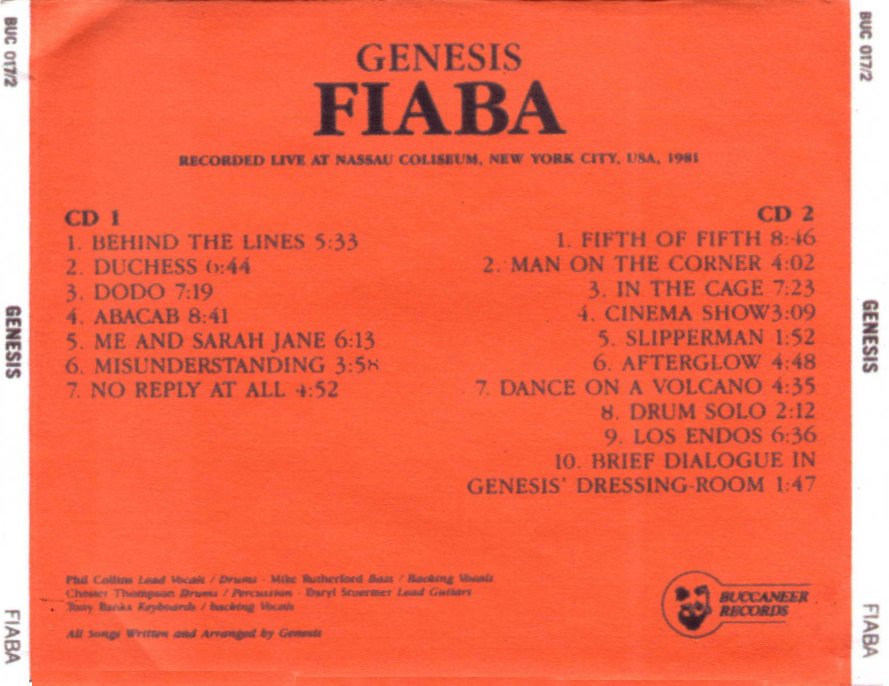 BUC 017/2
GENESIS
FIABA
GENESIS
FIABA
RECORDED LIVE AT NASSAU COLISEUM, NEW YORK CITY, USA, 1981
CD 1
1. BEHIND THE LINES 5:33
2. DUCHESS 6:44
3. DODO 7:19
4. ABACAB 8:41
5. ME AND SARAH JANE 6:13
6. MISUNDERSTANDING 3:58
7. NO REPLY AT ALL 4:52
CD 2
1. FIFTH OF FIFTH 8:46
2. MAN ON THE CORNER 4:02
3. IN THE CAGE 7:23
4. CINEMA SHOW3:09
5. SLIPPERMAN 1:52
6. AFTERGLOW 4:48
7. DANCE ON A VOLCANO 4:35
8. DRUM SOLO 2:12
9. LOS ENDOS 6:36
10. BRIEF DIALOGUE IN
GENESIS' DRESSING-ROOM 1:47
Phil Collins Lead Vocals / Drums - Mike Rutherford Bass / Backing Vocals
Chester Thompson Drums / Percussion - Daryl Stuermer Lead Guitars
Tony Banks Keyboards / Backing Vocals
All Songs Written and Arranged by Genesis
BUCCANEER
RECORDS
BUC 017/2
GENESIS
FIABA